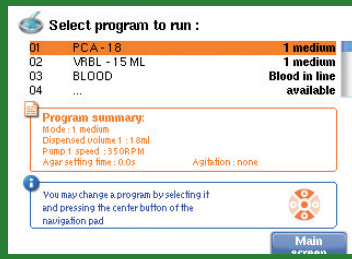 Select program to run :
01 PCA - 18 1 medium
02 VRBL - 15 ML 1 medium
03 BLOOD Blood in line
04 ... available
Program summary:
Mode : 1 medium
Dispensed volume 1 : 18ml
Pump 1 speed : 350RPM
Agar setting time : 0.0s Agitation : none
You may change a program by selecting it
and pressing the center button of the
navigation pad
Main
screen